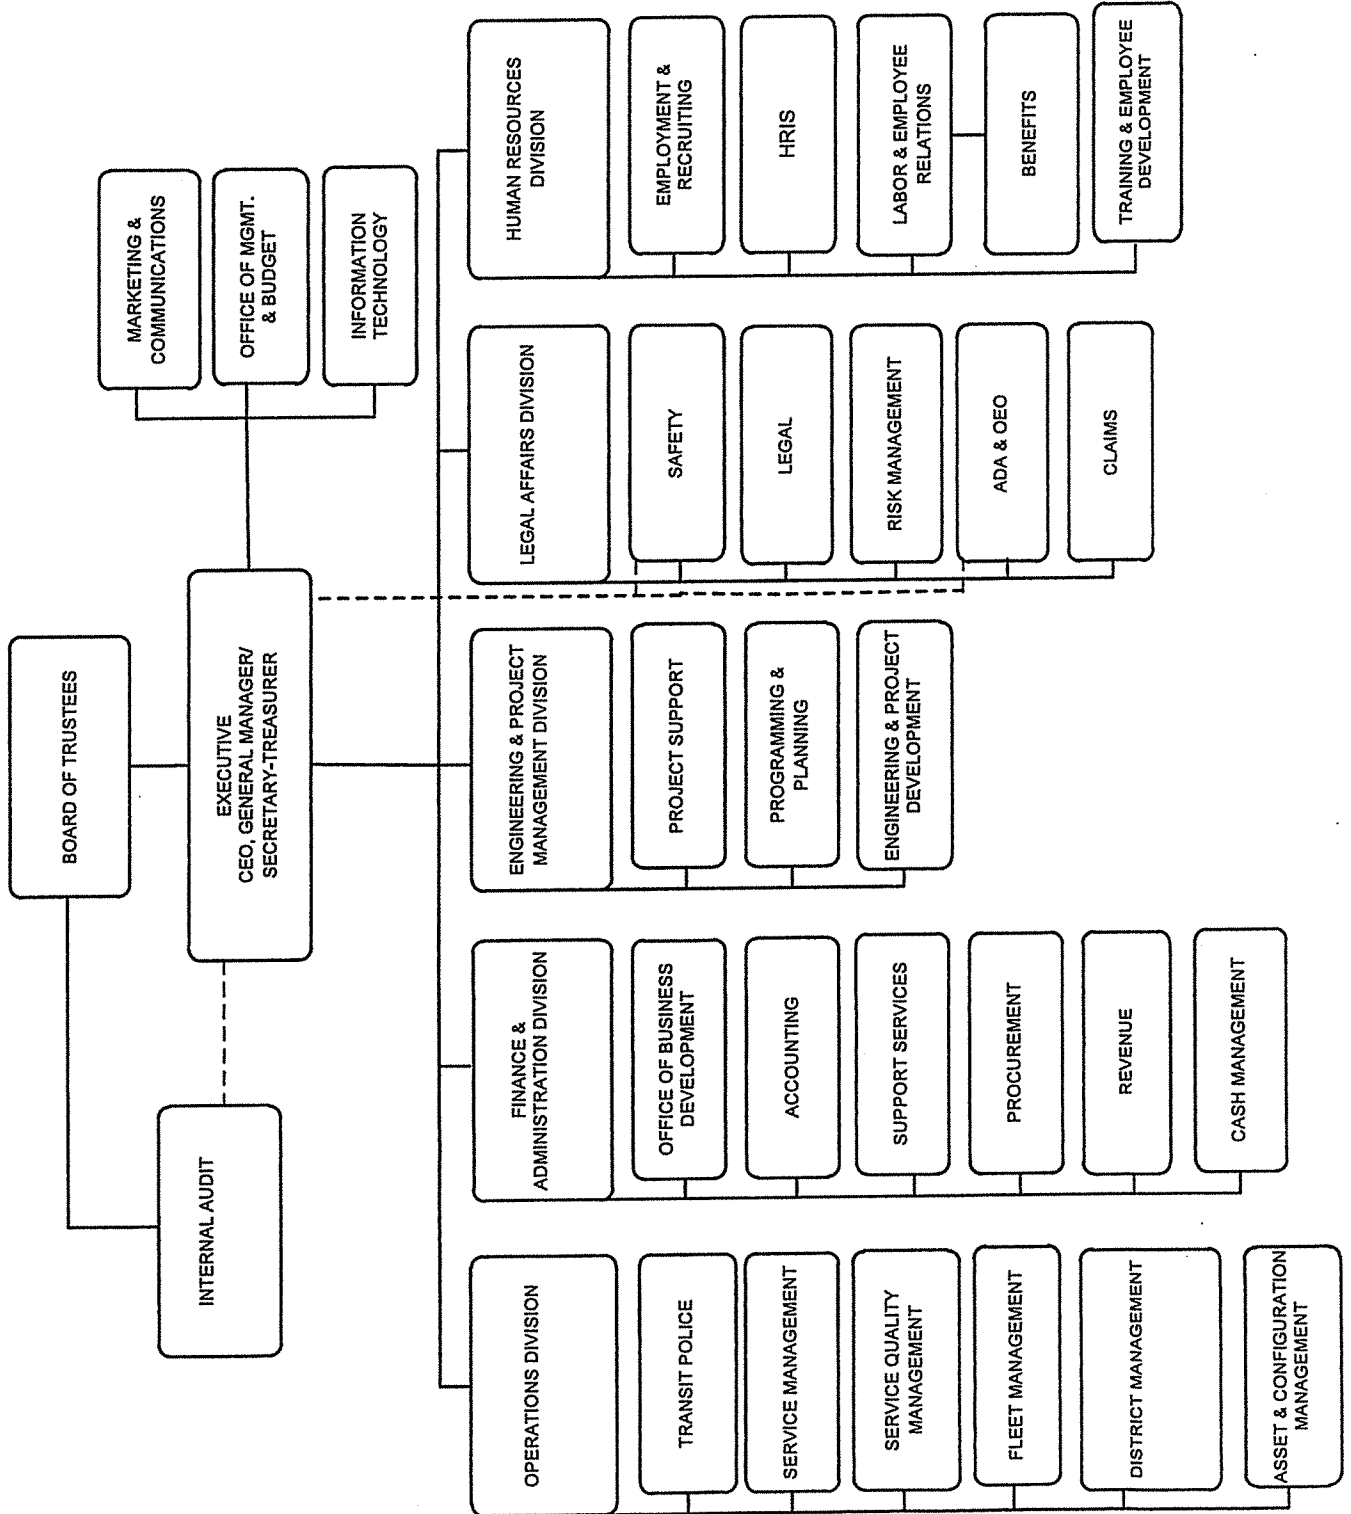 BOARD OF TRUSTEES
INTERNAL AUDIT
EXECUTIVE
CEO, GENERAL MANAGER/
SECRETARY-TREASURER
MARKETING &
COMMUNICATIONS
OFFICE OF MGMT.
& BUDGET
INFORMATION
TECHNOLOGY
OPERATIONS DIVISION
TRANSIT POLICE
SERVICE MANAGEMENT
SERVICE QUALITY
MANAGEMENT
FLEET MANAGEMENT
DISTRICT MANAGEMENT
ASSET & CONFIGURATION
MANAGEMENT
FINANCE &
ADMINISTRATION DIVISION
OFFICE OF BUSINESS
DEVELOPMENT
ACCOUNTING
SUPPORT SERVICES
PROCUREMENT
REVENUE
CASH MANAGEMENT
ENGINEERING & PROJECT
MANAGEMENT DIVISION
PROJECT SUPPORT
PROGRAMMING &
PLANNING
ENGINEERING & PROJECT
DEVELOPMENT
LEGAL AFFAIRS DIVISION
SAFETY
LEGAL
RISK MANAGEMENT
ADA & OEO
CLAIMS
HUMAN RESOURCES
DIVISION
EMPLOYMENT &
RECRUITING
HRIS
LABOR & EMPLOYEE
RELATIONS
BENEFITS
TRAINING & EMPLOYEE
DEVELOPMENT